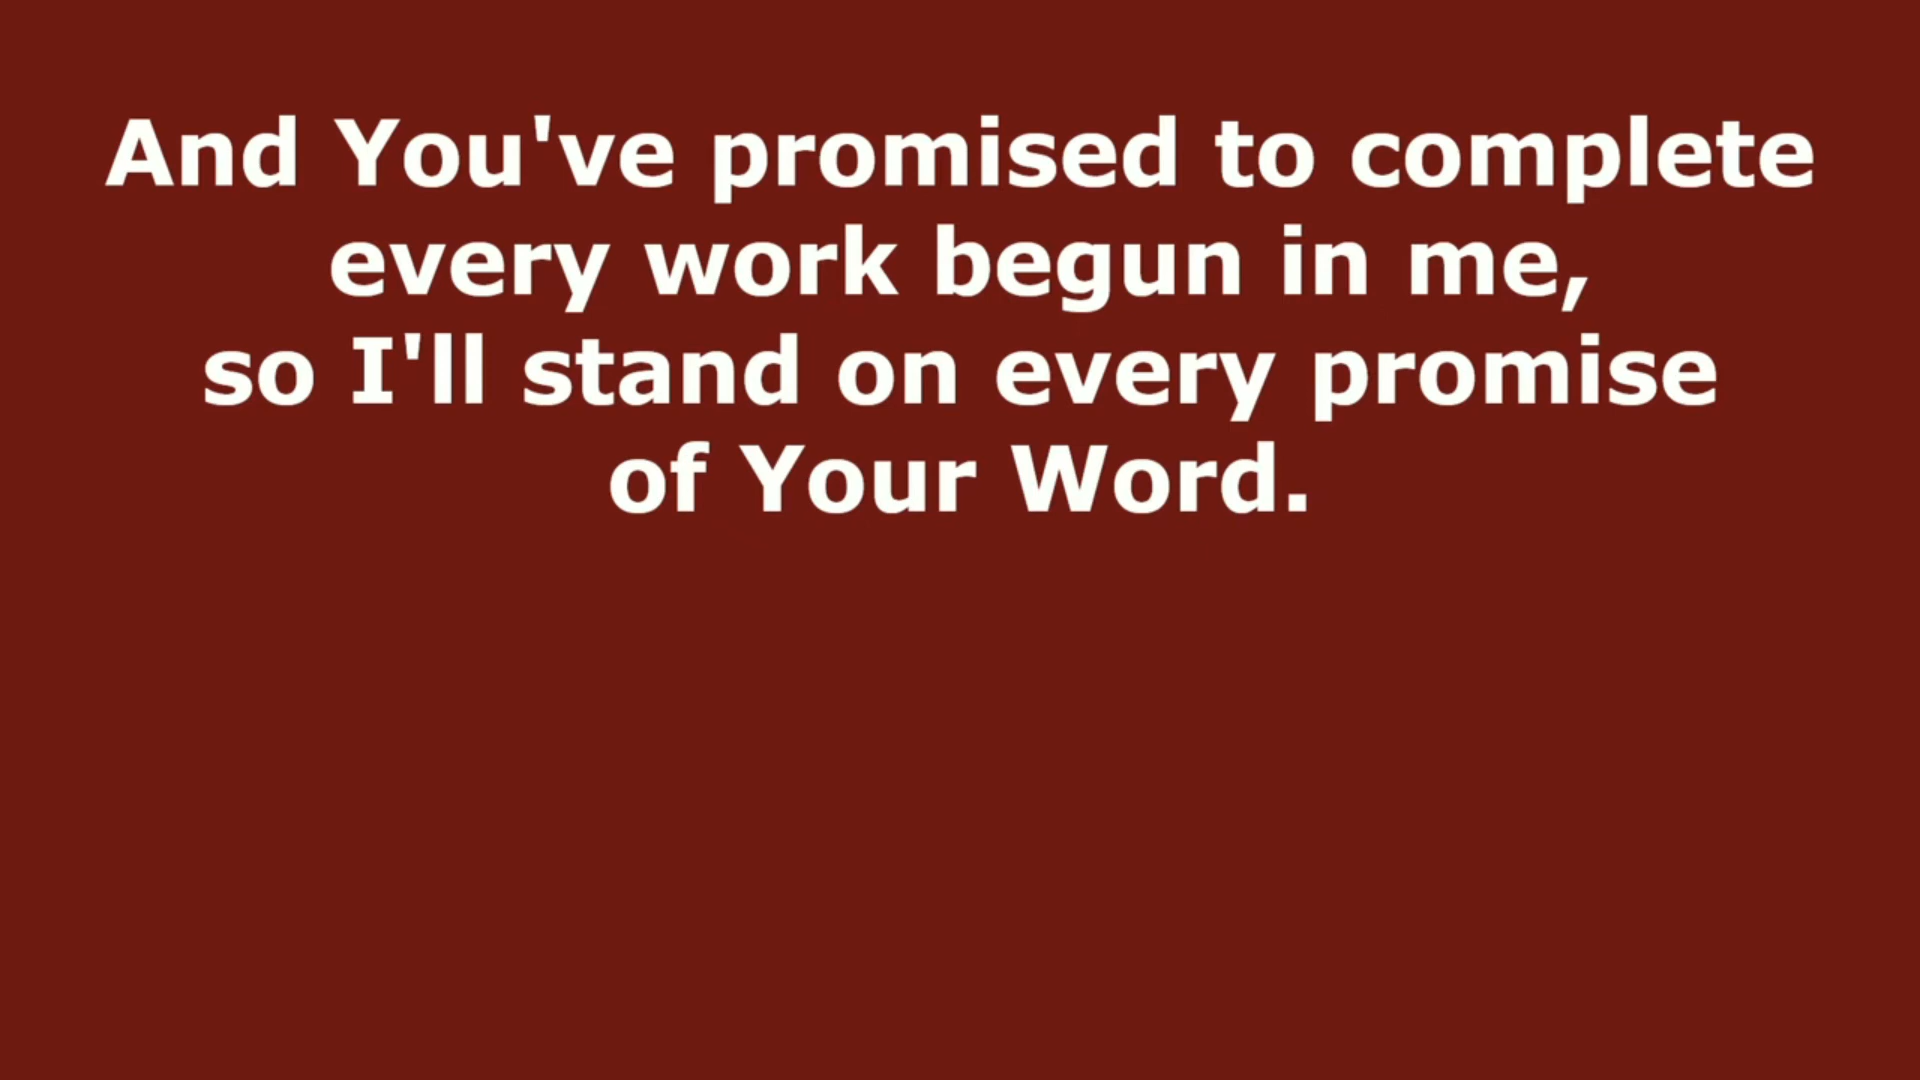 And You've promised to complete
every work begun in me,
so I'll stand on every promise
of Your Word.